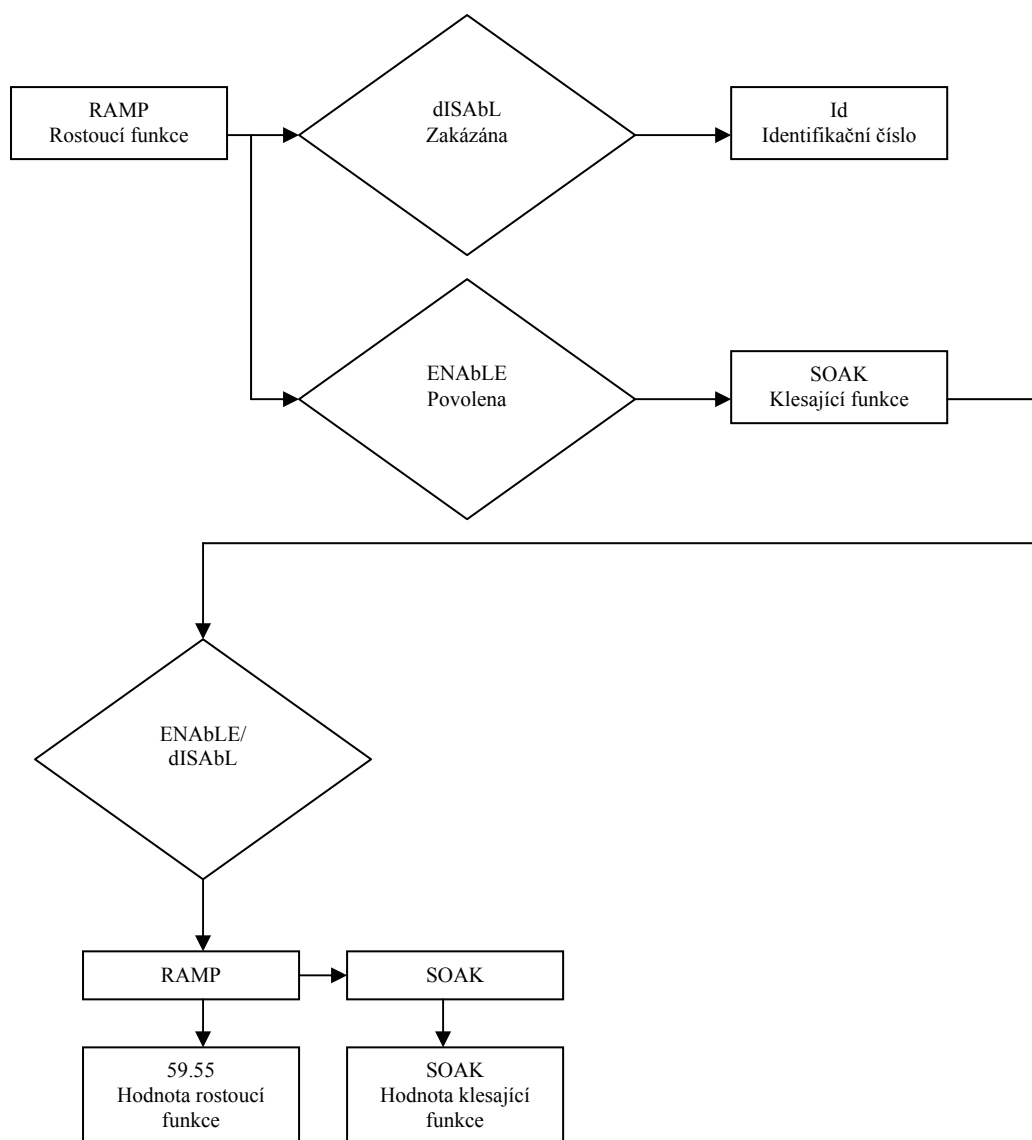 RAMP
Rostoucí funkce
dISAbL
Zakázána
Id
Identifikační číslo
ENAbLE
Povolena
SOAK
Klesající funkce
ENAbLE/
dISAbL
RAMP
SOAK
59.55
Hodnota rostoucí
funkce
SOAK
Hodnota klesající
funkce